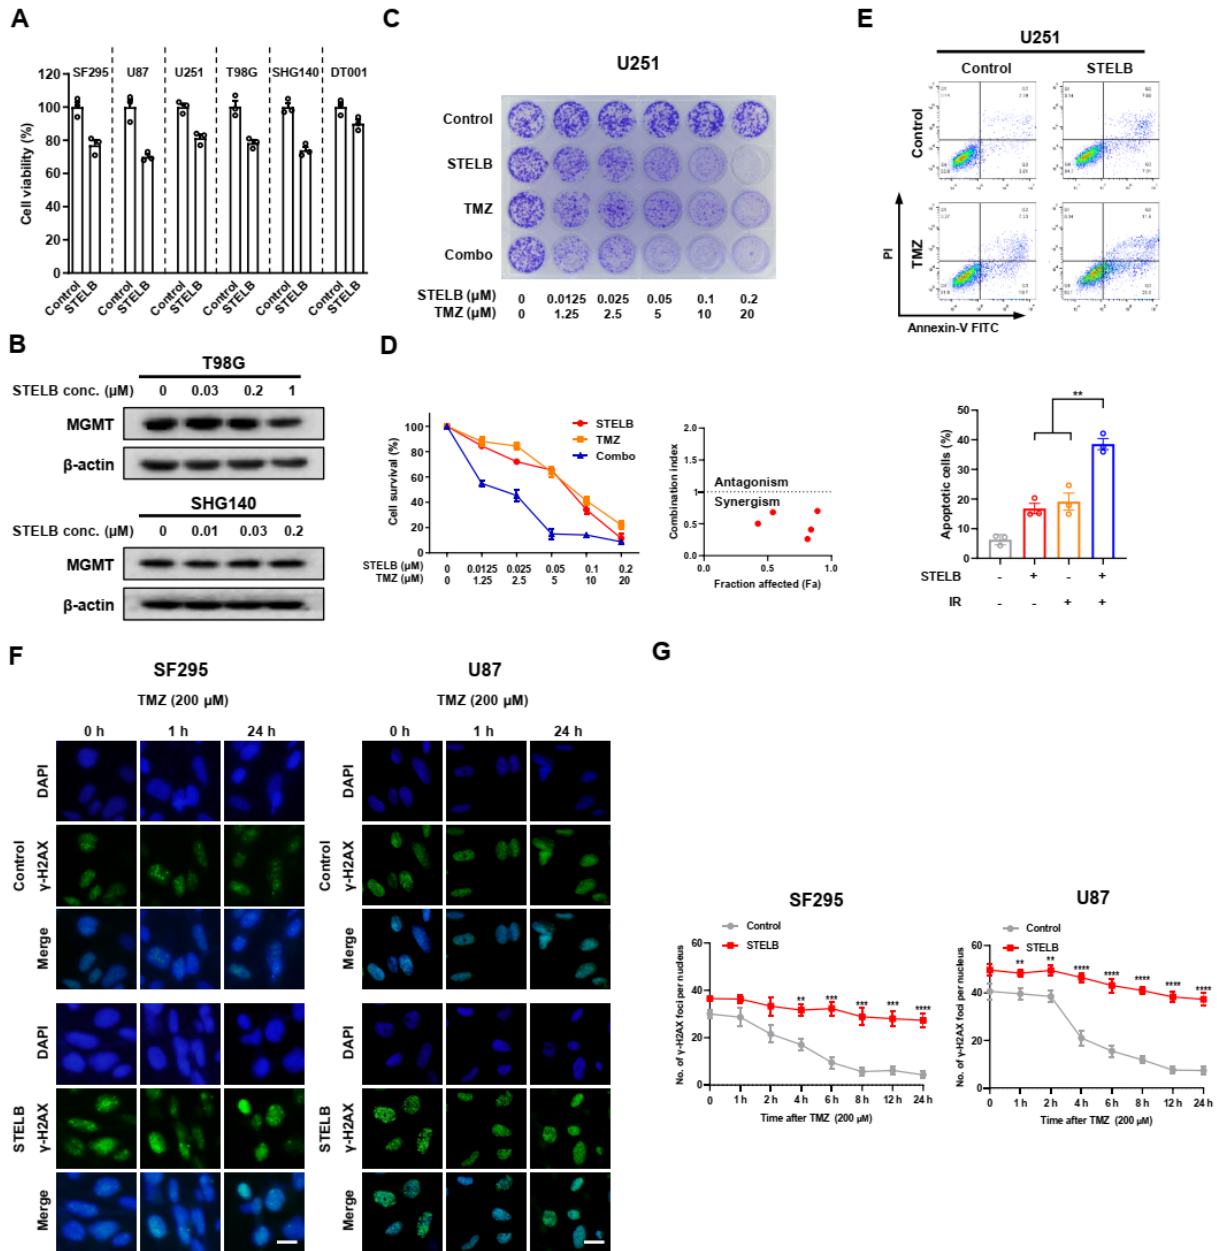 A
SF295 U87 U251 T98G SHG140 DT001
Cell viability (%)
120
100
80
60
40
20
0
Control STELB Control STELB Control STELB Control STELB Control STELB Control STELB
B
T98G
STELB conc. (µM) 0 0.03 0.2 1
MGMT
β-actin
SHG140
STELB conc. (µM) 0 0.01 0.03 0.2
MGMT
β-actin
C
U251
Control
STELB
TMZ
Combo
STELB (µM) 0 0.0125 0.025 0.05 0.1 0.2
TMZ (µM) 0 1.25 2.5 5 10 20
D
Cell survival (%)
100
80
60
40
20
0
STELB
TMZ
Combo
STELB (µM) 0 0.0125 0.025 0.05 0.1 0.2
TMZ (µM) 0 1.25 2.5 5 10 20
Combination index
2.0
1.5
1
0.5
0.0
Antagonism
Synergism
0.0 0.5 1.0
Fraction affected (Fa)
E
U251
Control STELB
Control
TMZ
PI
Annexin-V FITC
Apoptotic cells (%)
50
40
30
20
10
0
**
STELB - + - +
IR - - + +
F
SF295
TMZ (200 µM)
0 h 1 h 24 h
U87
TMZ (200 µM)
0 h 1 h 24 h
Control
DAPI
γ-H2AX
Merge
STELB
DAPI
γ-H2AX
Merge
Control
DAPI
γ-H2AX
Merge
STELB
DAPI
γ-H2AX
Merge
G
SF295
Control
STELB
No. of γ-H2AX foci per nucleus
60
40
20
0
** *** *** *** ****
0 1 h 2 h 4 h 6 h 8 h 12 h 24 h
Time after TMZ (200 µM)
U87
Control
STELB
No. of γ-H2AX foci per nucleus
60
40
20
0
** ** **** **** **** **** ****
0 1 h 2 h 4 h 6 h 8 h 12 h 24 h
Time after TMZ (200 µM)